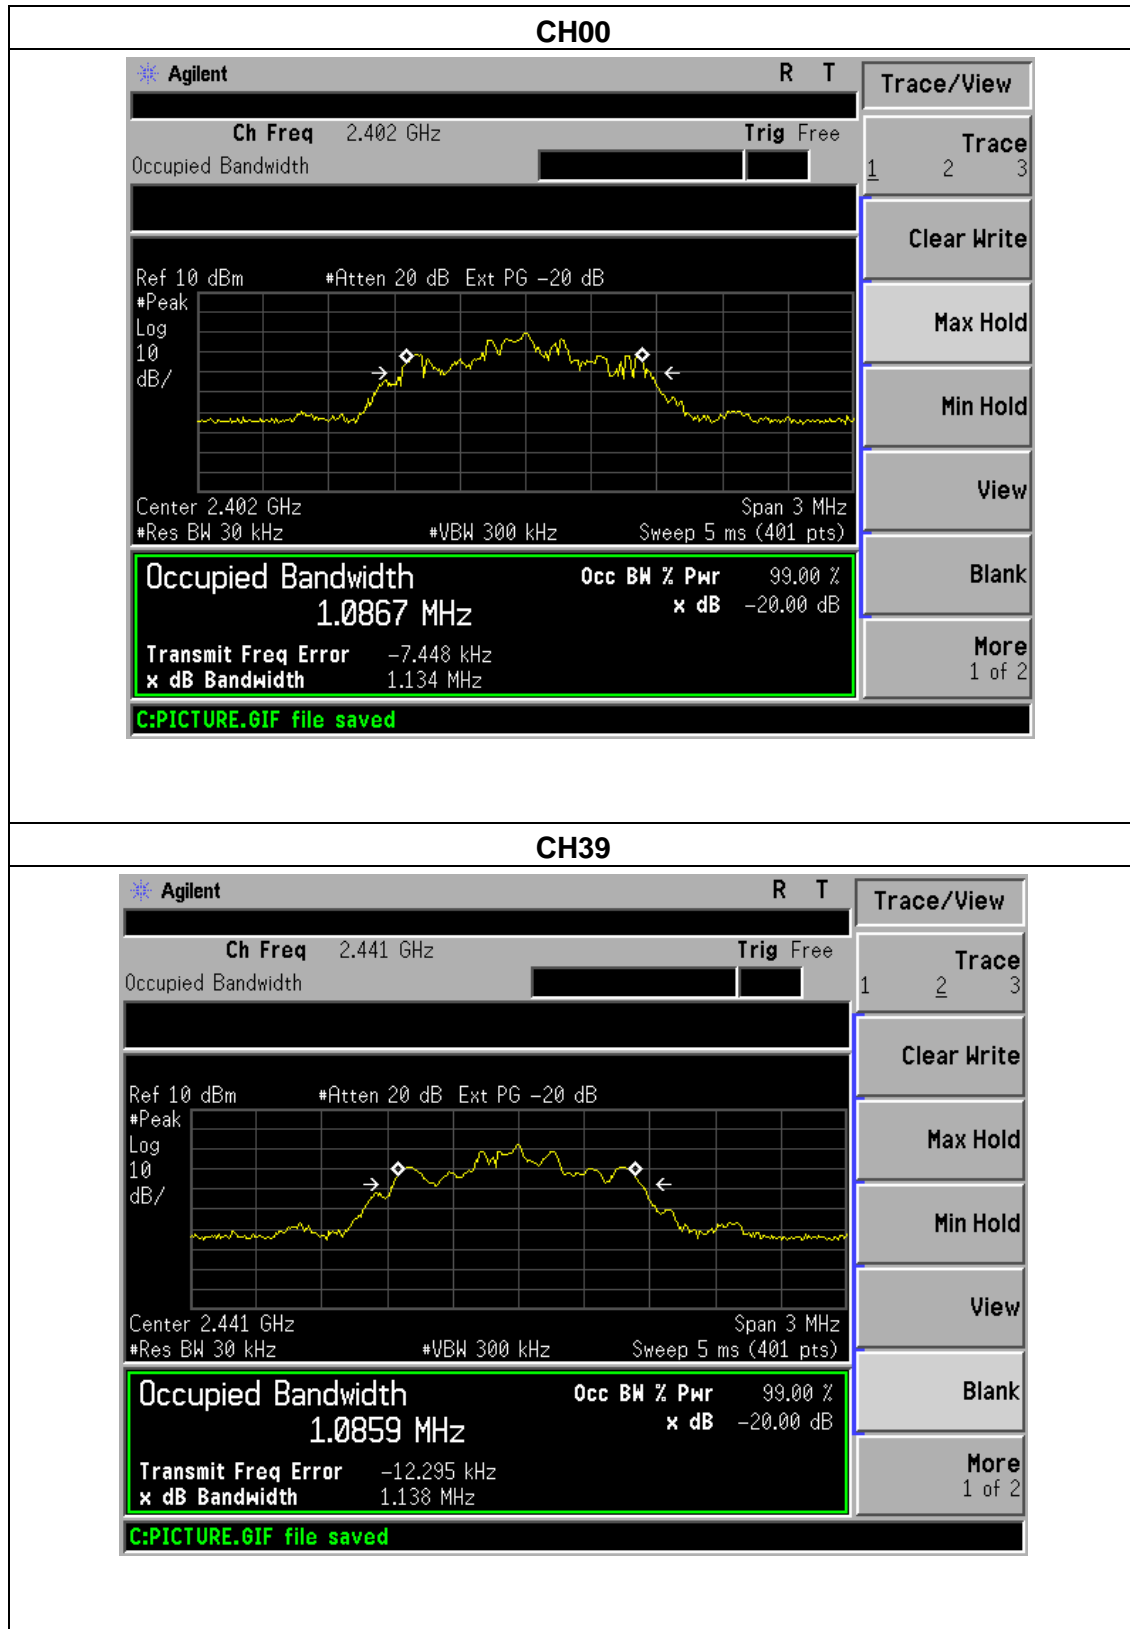 CH00
Agilent R T Trace/View
Ch Freq 2.402 GHz Trig Free
Occupied Bandwidth
Trace
1 2 3
Clear Write
Max Hold
Min Hold
View
Blank
More
1 of 2
Ref 10 dBm #Atten 20 dB Ext PG -20 dB
#Peak
Log
10
dB/
Center 2.402 GHz Span 3 MHz
#Res BW 30 kHz #VBW 300 kHz Sweep 5 ms (401 pts)
Occupied Bandwidth Occ BW % Pwr 99.00 %
1.0867 MHz x dB -20.00 dB
Transmit Freq Error -7.448 kHz
x dB Bandwidth 1.134 MHz
C:PICTURE.GIF file saved
CH39
Agilent R T Trace/View
Ch Freq 2.441 GHz Trig Free
Occupied Bandwidth
Trace
1 2 3
Clear Write
Max Hold
Min Hold
View
Blank
More
1 of 2
Ref 10 dBm #Atten 20 dB Ext PG -20 dB
#Peak
Log
10
dB/
Center 2.441 GHz Span 3 MHz
#Res BW 30 kHz #VBW 300 kHz Sweep 5 ms (401 pts)
Occupied Bandwidth Occ BW % Pwr 99.00 %
1.0859 MHz x dB -20.00 dB
Transmit Freq Error -12.295 kHz
x dB Bandwidth 1.138 MHz
C:PICTURE.GIF file saved